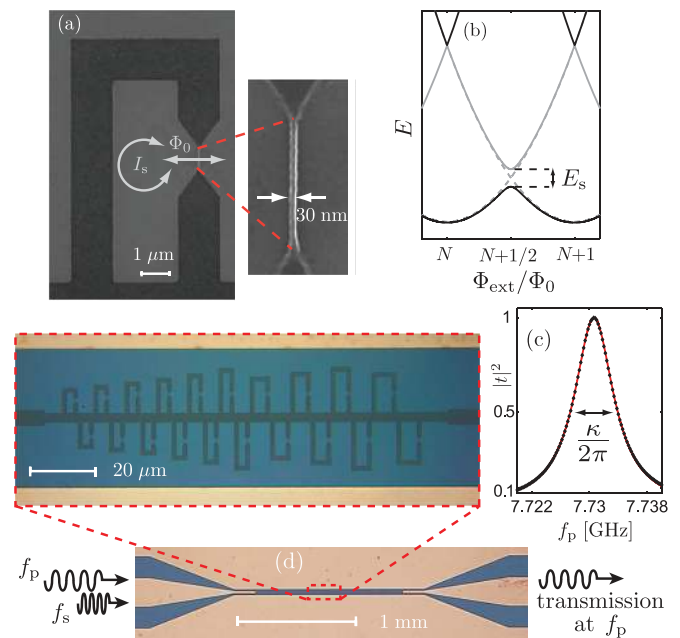 (a)
Φ₀
Iₛ
30 nm
1 μm
(b)
E
Eₛ
N N+1/2 N+1
Φₑₓₜ/Φ₀
(c)
1
|t|²
0.5
κ
2π
0.1
7.722 7.73 7.738
fₚ [GHz]
20 μm
(d)
fₚ
fₛ
1 mm
transmission
at fₚ